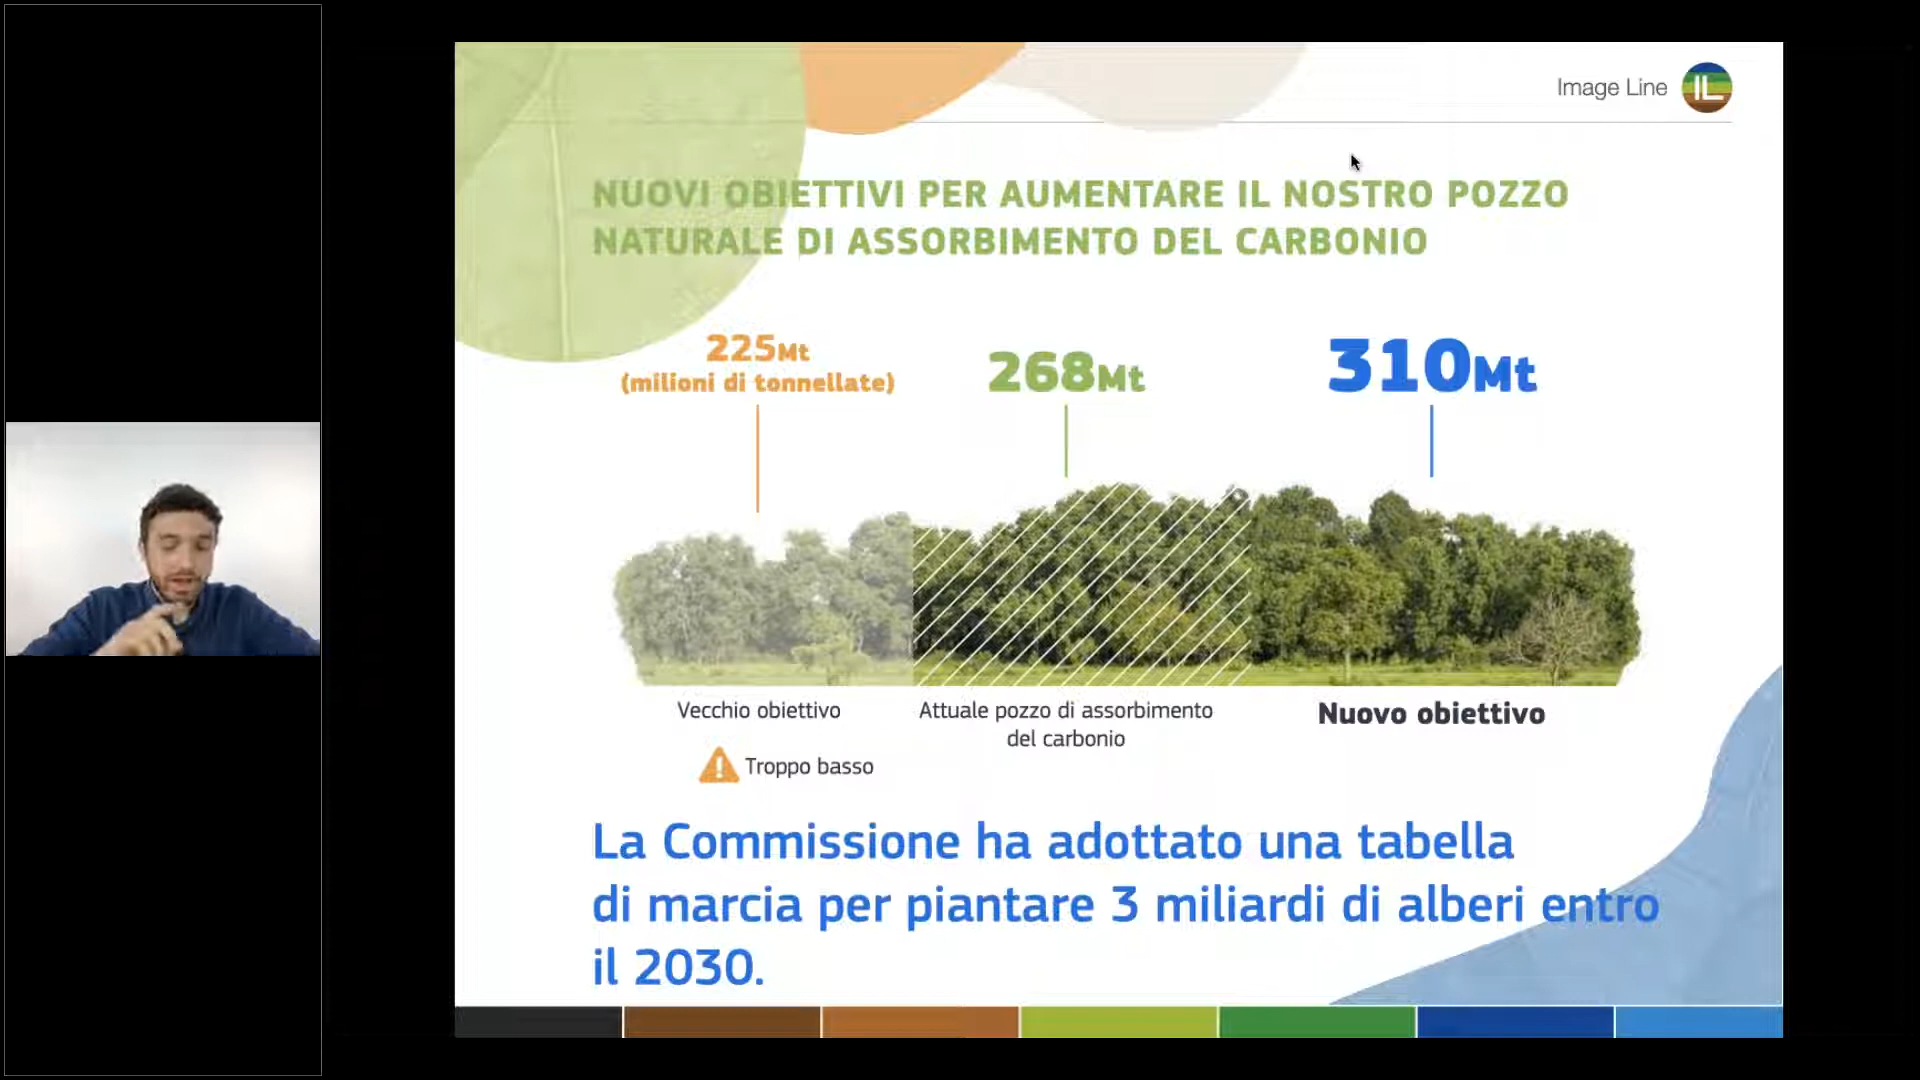 Image Line
IL
NUOVI OBIETTIVI PER AUMENTARE IL NOSTRO POZZO
NATURALE DI ASSORBIMENTO DEL CARBONIO
225Mt
(milioni di tonnellate)
268Mt
310Mt
Vecchio obiettivo
Troppo basso
Attuale pozzo di assorbimento
del carbonio
Nuovo obiettivo
La Commissione ha adottato una tabella
di marcia per piantare 3 miliardi di alberi entro
il 2030.